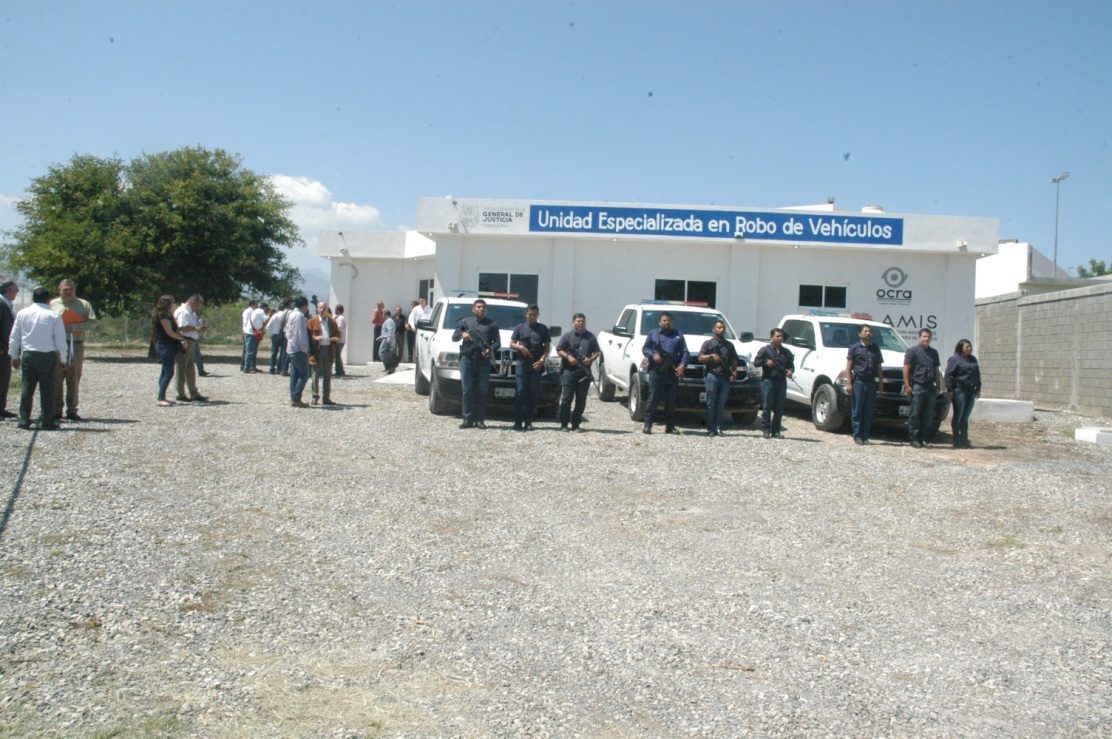 GENERAL DE
JUSTICIA
Unidad Especializada en Robo de Vehículos
ocra
AMIS